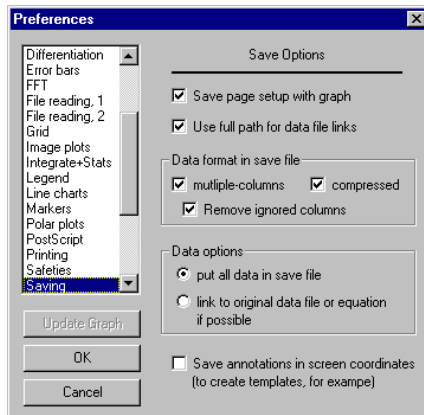 Preferences
Differentiation
Error bars
FFT
File reading, 1
File reading, 2
Grid
Image plots
Integrate+Stats
Legend
Line charts
Markers
Polar plots
PostScript
Printing
Safeties
Saving
Update Graph
OK
Cancel
Save Options
Save page setup with graph
Use full path for data file links
Data format in save file
mutliple-columns
compressed
Remove ignored columns
Data options
put all data in save file
link to original data file or equation
if possible
Save annotations in screen coordinates
(to create templates, for exampe)